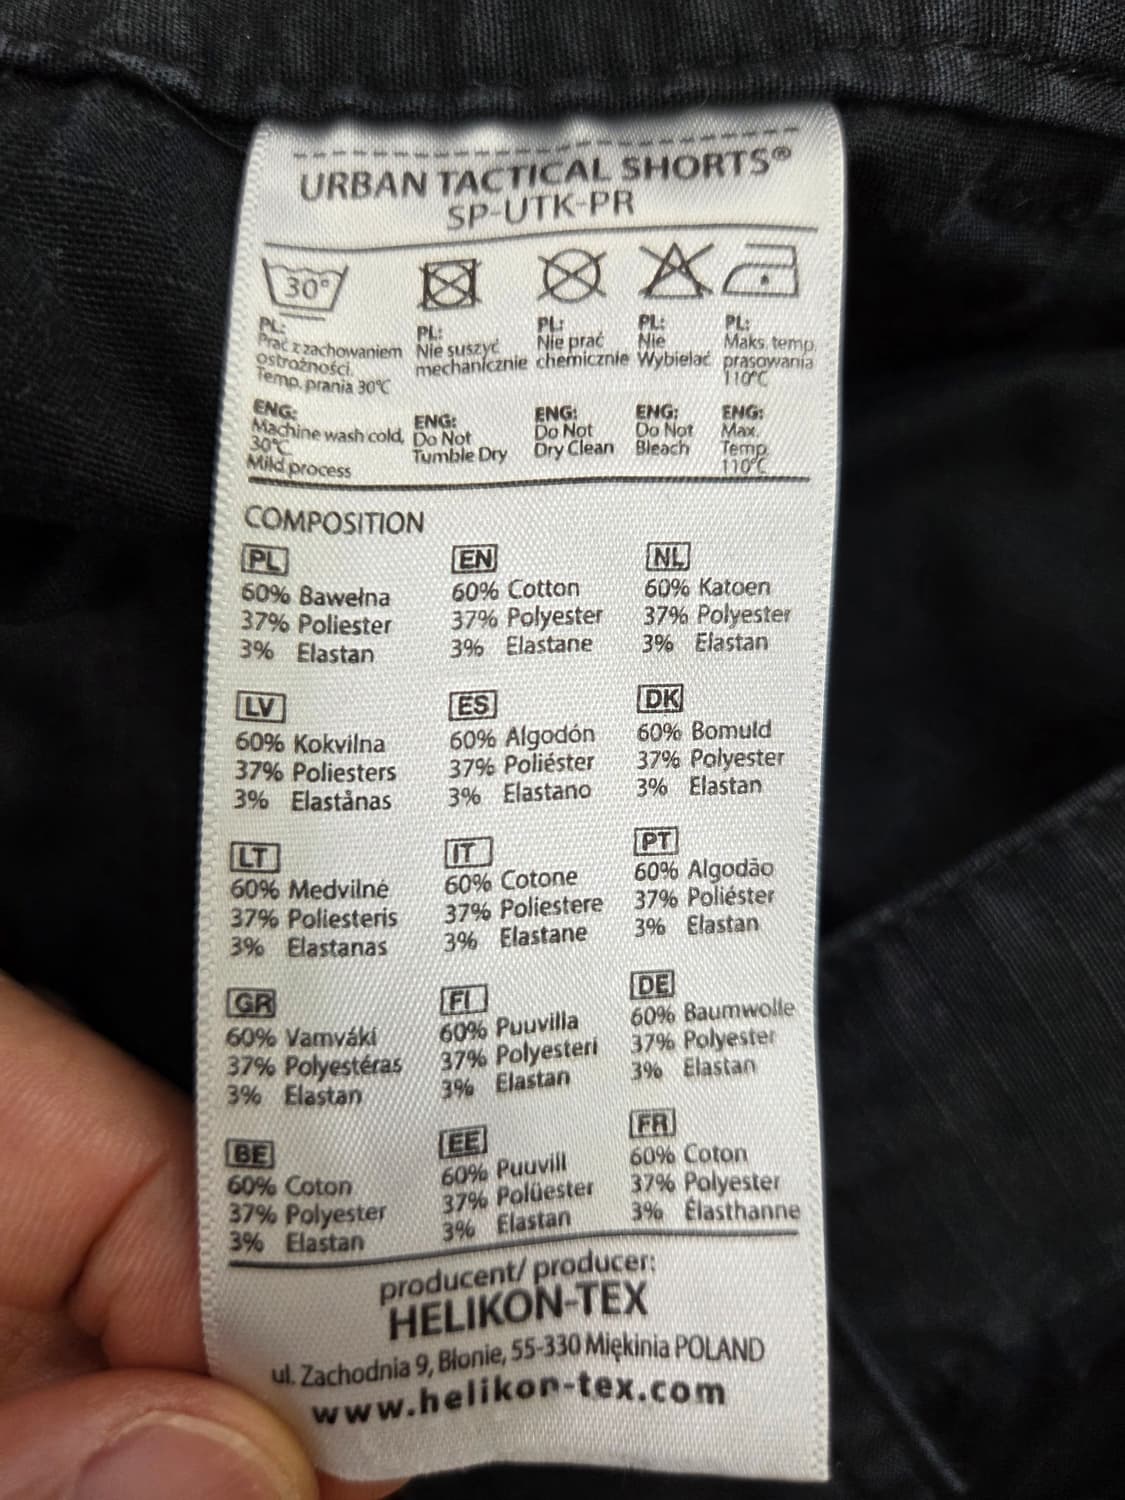 URBAN TACTICAL SHORTS®
SP-UTK-PR
30°
PL:
Prać z zachowaniem
ostrożności.
Temp. prania 30°C
PL:
Nie suszyć
mechanicznie
PL:
Nie prać
chemicznie
PL:
Nie
Wybielać
PL:
Maks. temp.
prasowania
110°C
ENG:
Machine wash cold,
30°C
Mild process
ENG:
Do Not
Tumble Dry
ENG:
Do Not
Dry Clean
ENG:
Do Not
Bleach
ENG:
Max.
Temp.
110°C
COMPOSITION
PL
60% Bawełna
37% Poliester
3% Elastan
EN
60% Cotton
37% Polyester
3% Elastane
NL
60% Katoen
37% Polyester
3% Elastan
LV
60% Kokvilna
37% Poliesters
3% Elastånas
ES
60% Algodón
37% Poliéster
3% Elastano
DK
60% Bomuld
37% Polyester
3% Elastan
LT
60% Medvilnė
37% Poliesteris
3% Elastanas
IT
60% Cotone
37% Poliestere
3% Elastane
PT
60% Algodão
37% Poliéster
3% Elastan
GR
60% Vamváki
37% Polyestéras
3% Elastan
FI
60% Puuvilla
37% Polyesteri
3% Elastan
DE
60% Baumwolle
37% Polyester
3% Elastan
BE
60% Coton
37% Polyester
3% Elastan
EE
60% Puuvill
37% Polüester
3% Elastan
FR
60% Coton
37% Polyester
3% Élasthanne
producent/ producer:
HELIKON-TEX
ul. Zachodnia 9, Błonie, 55-330 Miękinia POLAND
www.helikon-tex.com